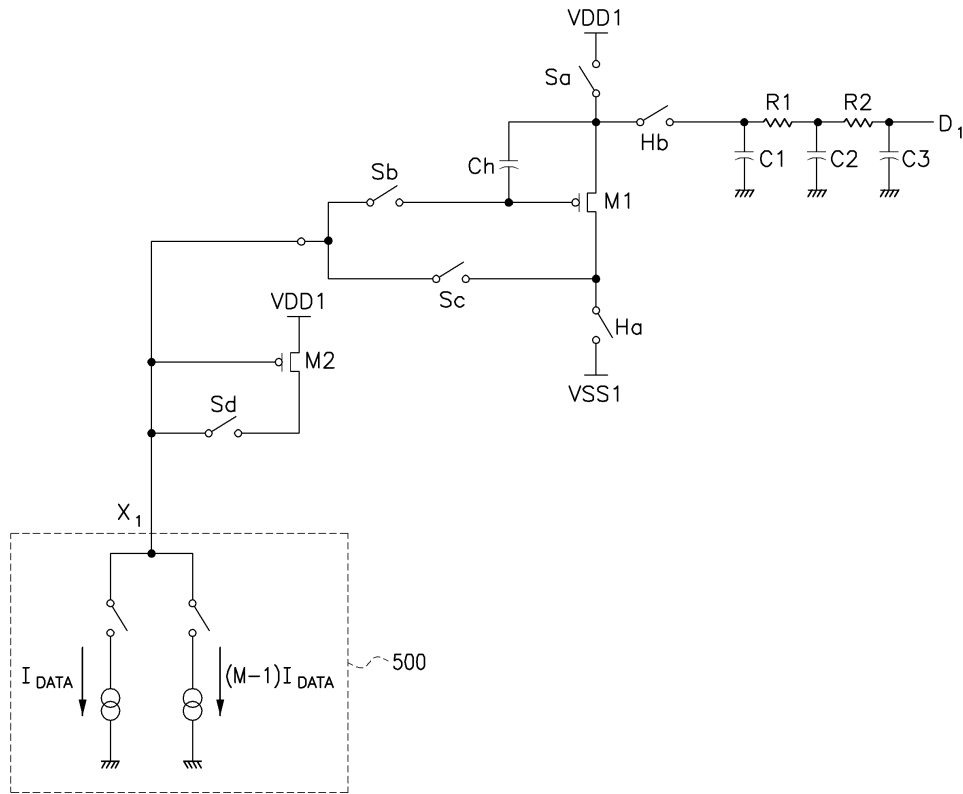 VDD1
Sa
R1
R2
D1
Hb
C1
C2
C3
Ch
Sb
M1
Sc
Ha
VDD1
M2
VSS1
Sd
X1
IDATA
(M-1)IDATA
500